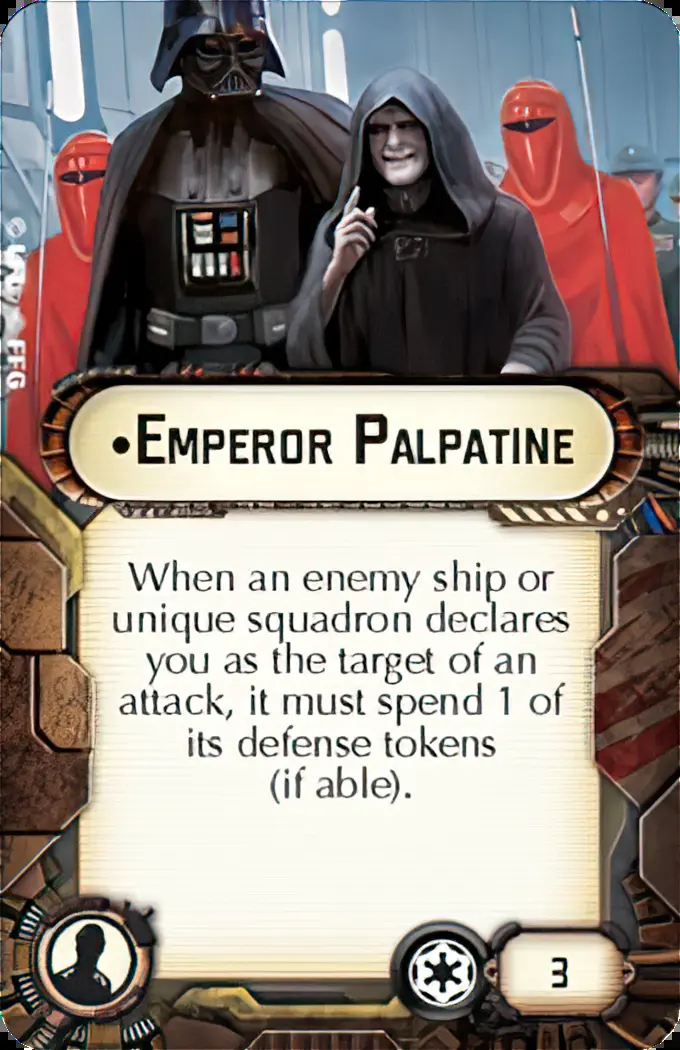 •Emperor Palpatine
When an enemy ship or
unique squadron declares
you as the target of an
attack, it must spend 1 of
its defense tokens
(if able).
3
FFG